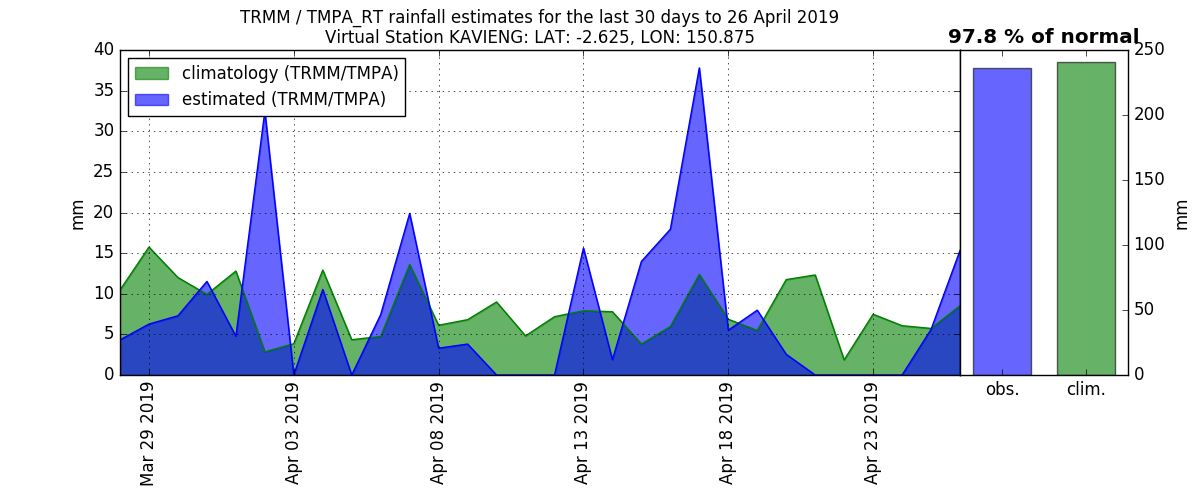 TRMM / TMPA_RT rainfall estimates for the last 30 days to 26 April 2019
Virtual Station KAVIENG: LAT: -2.625, LON: 150.875
97.8 % of normal
climatology (TRMM/TMPA)
estimated (TRMM/TMPA)
40
35
30
25
20
15
10
5
0
mm
Mar 29 2019
Apr 03 2019
Apr 08 2019
Apr 13 2019
Apr 18 2019
Apr 23 2019
250
200
150
100
50
0
mm
obs.
clim.